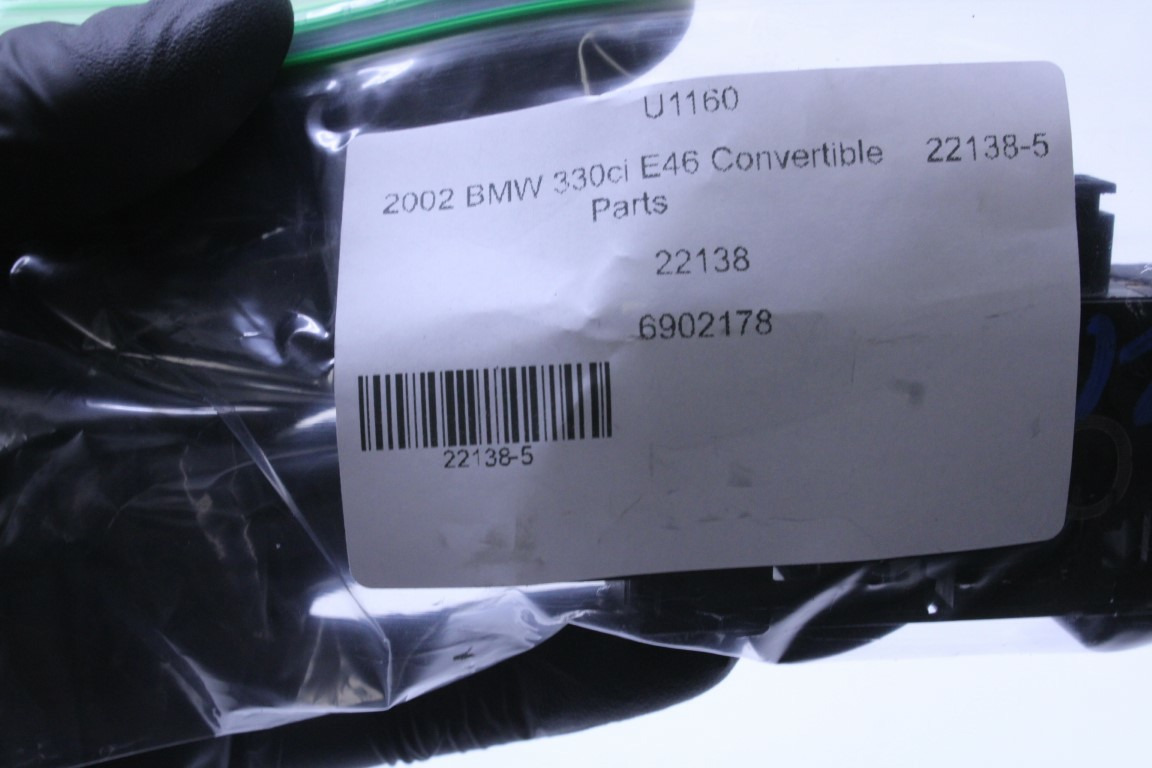 U1160
2002 BMW 330ci E46 Convertible 22138-5
Parts
22138
6902178
22138-5